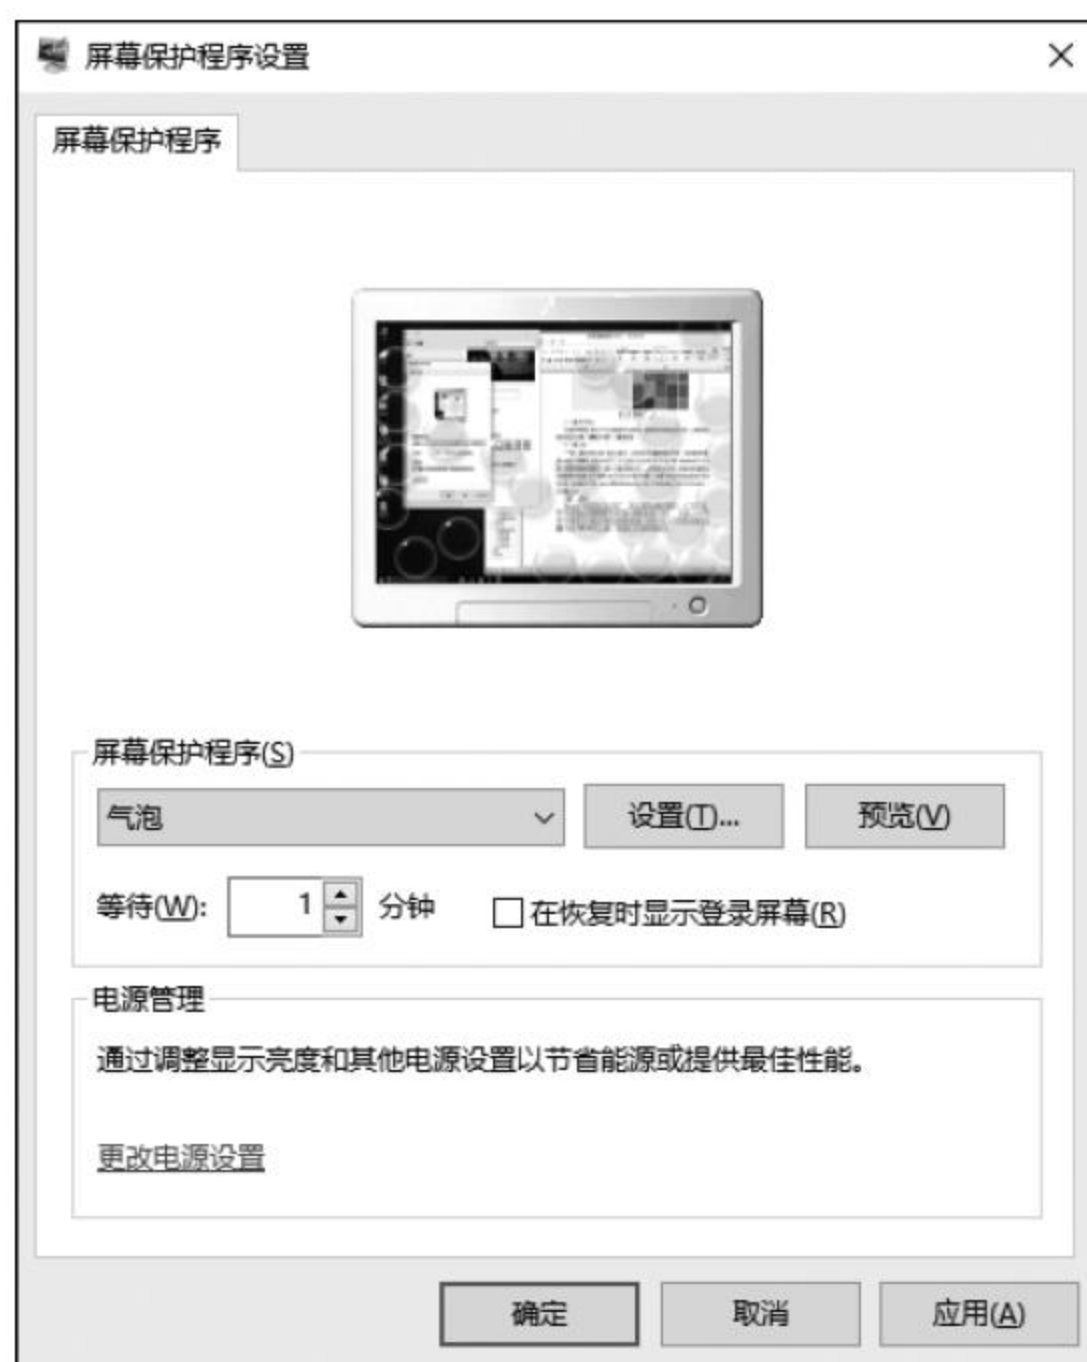 屏幕保护程序设置
屏幕保护程序
屏幕保护程序(S)
气泡
设置(T)...
预览(V)
等待(W):
1
分钟
在恢复时显示登录屏幕(R)
电源管理
通过调整显示亮度和其他电源设置以节省能源或提供最佳性能。
更改电源设置
确定
取消
应用(A)